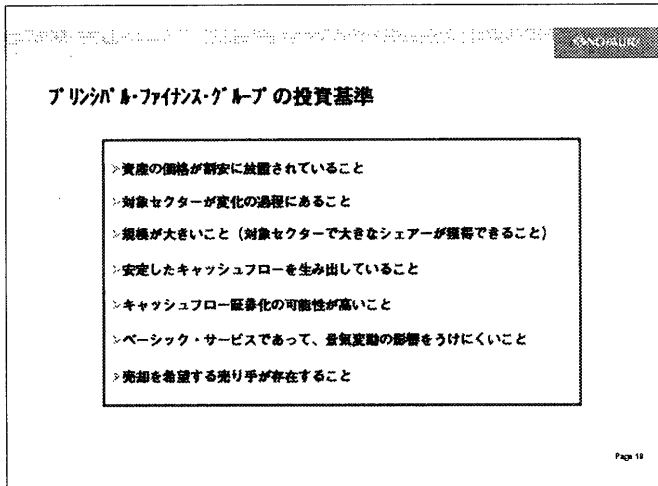 NOMURA
プリンシパル・ファイナンス・グループの投資基準
>資産の価格が割安に放置されていること
>対象セクターが変化の過程にあること
>規模が大きいこと（対象セクターで大きなシェアーが獲得できること）
>安定したキャッシュフローを生み出していること
>キャッシュフロー証券化の可能性が高いこと
>ベーシック・サービスであって、景気変動の影響をうけにくいこと
>売却を希望する売り手が存在すること
Page 18